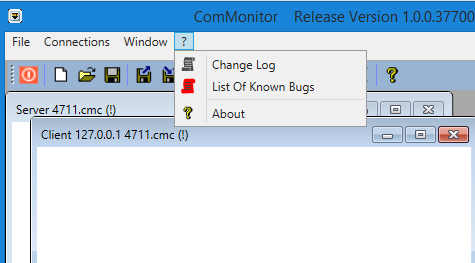 ComMonitor Release Version 1.0.0.37700
File Connections Window ?
Change Log
List Of Known Bugs
About
Server 4711.cmc (!)
Client 127.0.0.1 4711.cmc (!)